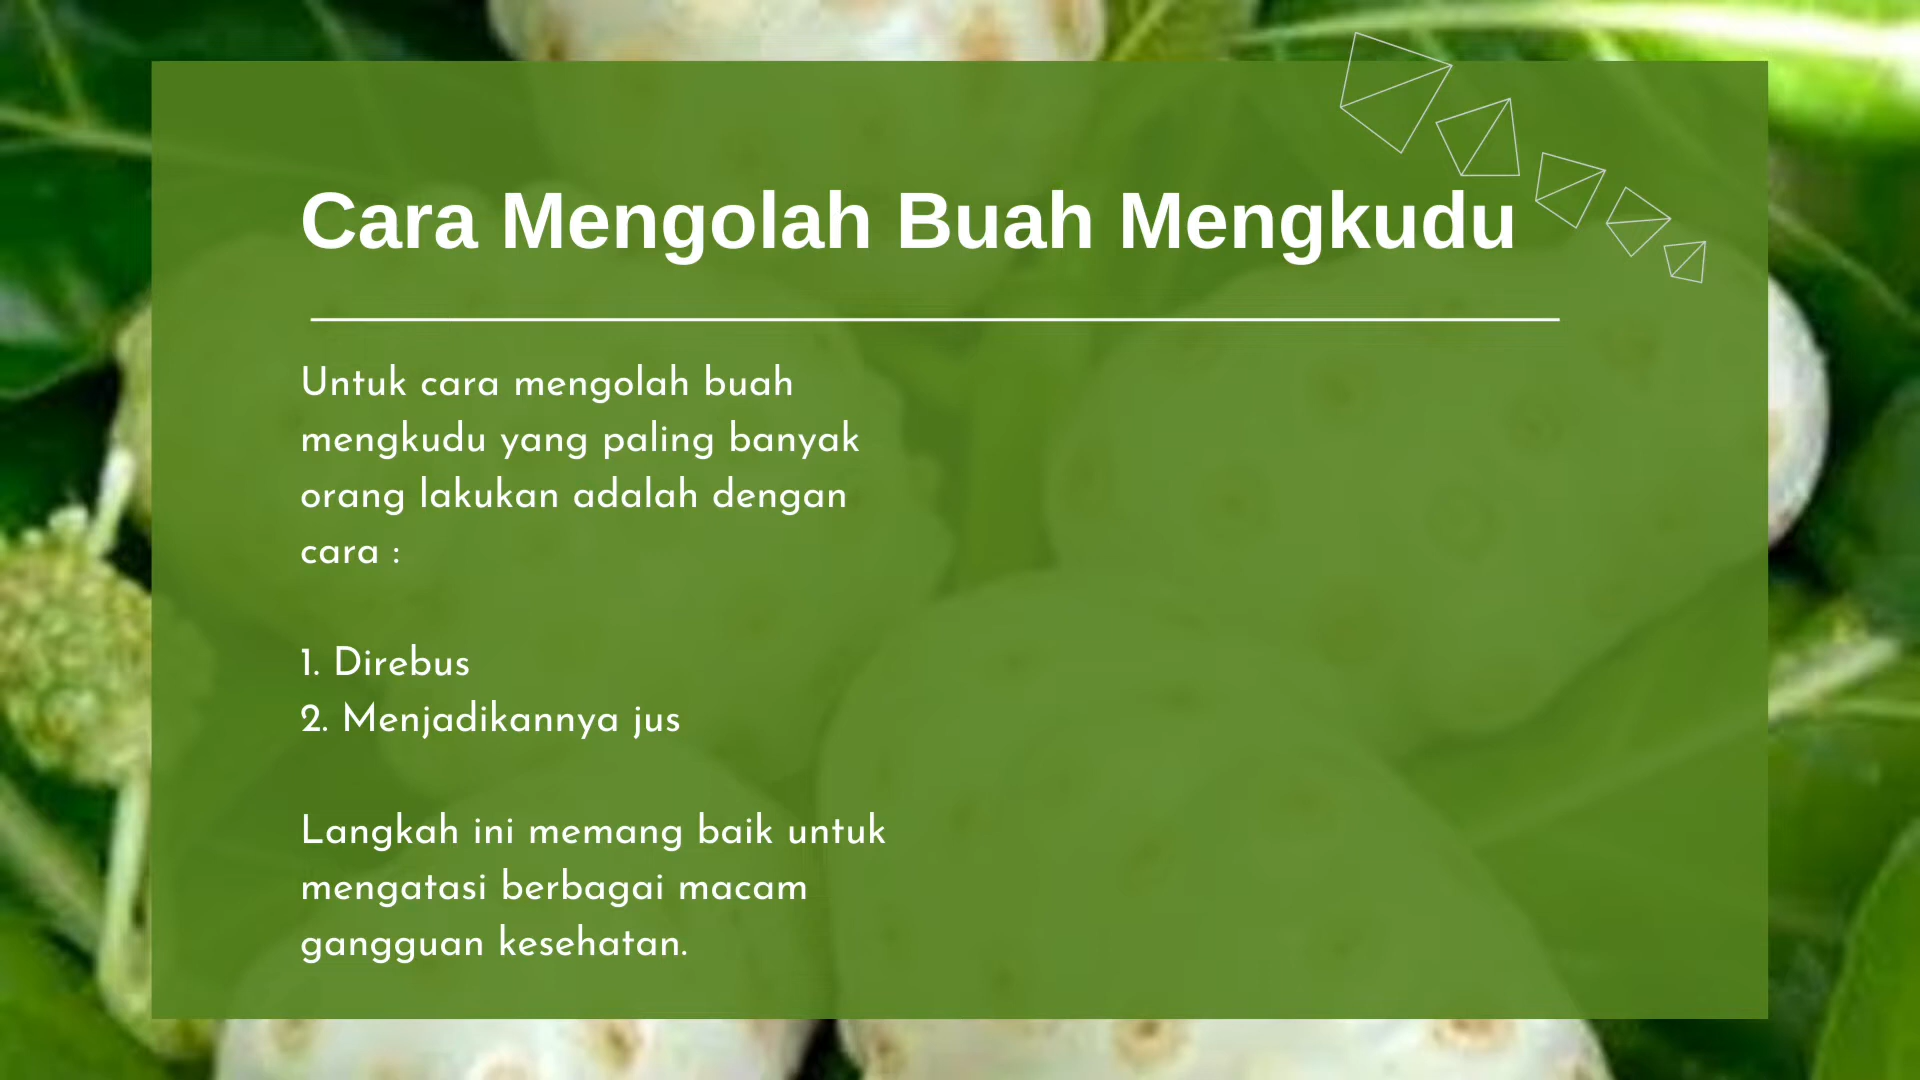 Cara Mengolah Buah Mengkudu
Untuk cara mengolah buah
mengkudu yang paling banyak
orang lakukan adalah dengan
cara :
1. Direbus
2. Menjadikannya jus
Langkah ini memang baik untuk
mengatasi berbagai macam
gangguan kesehatan.